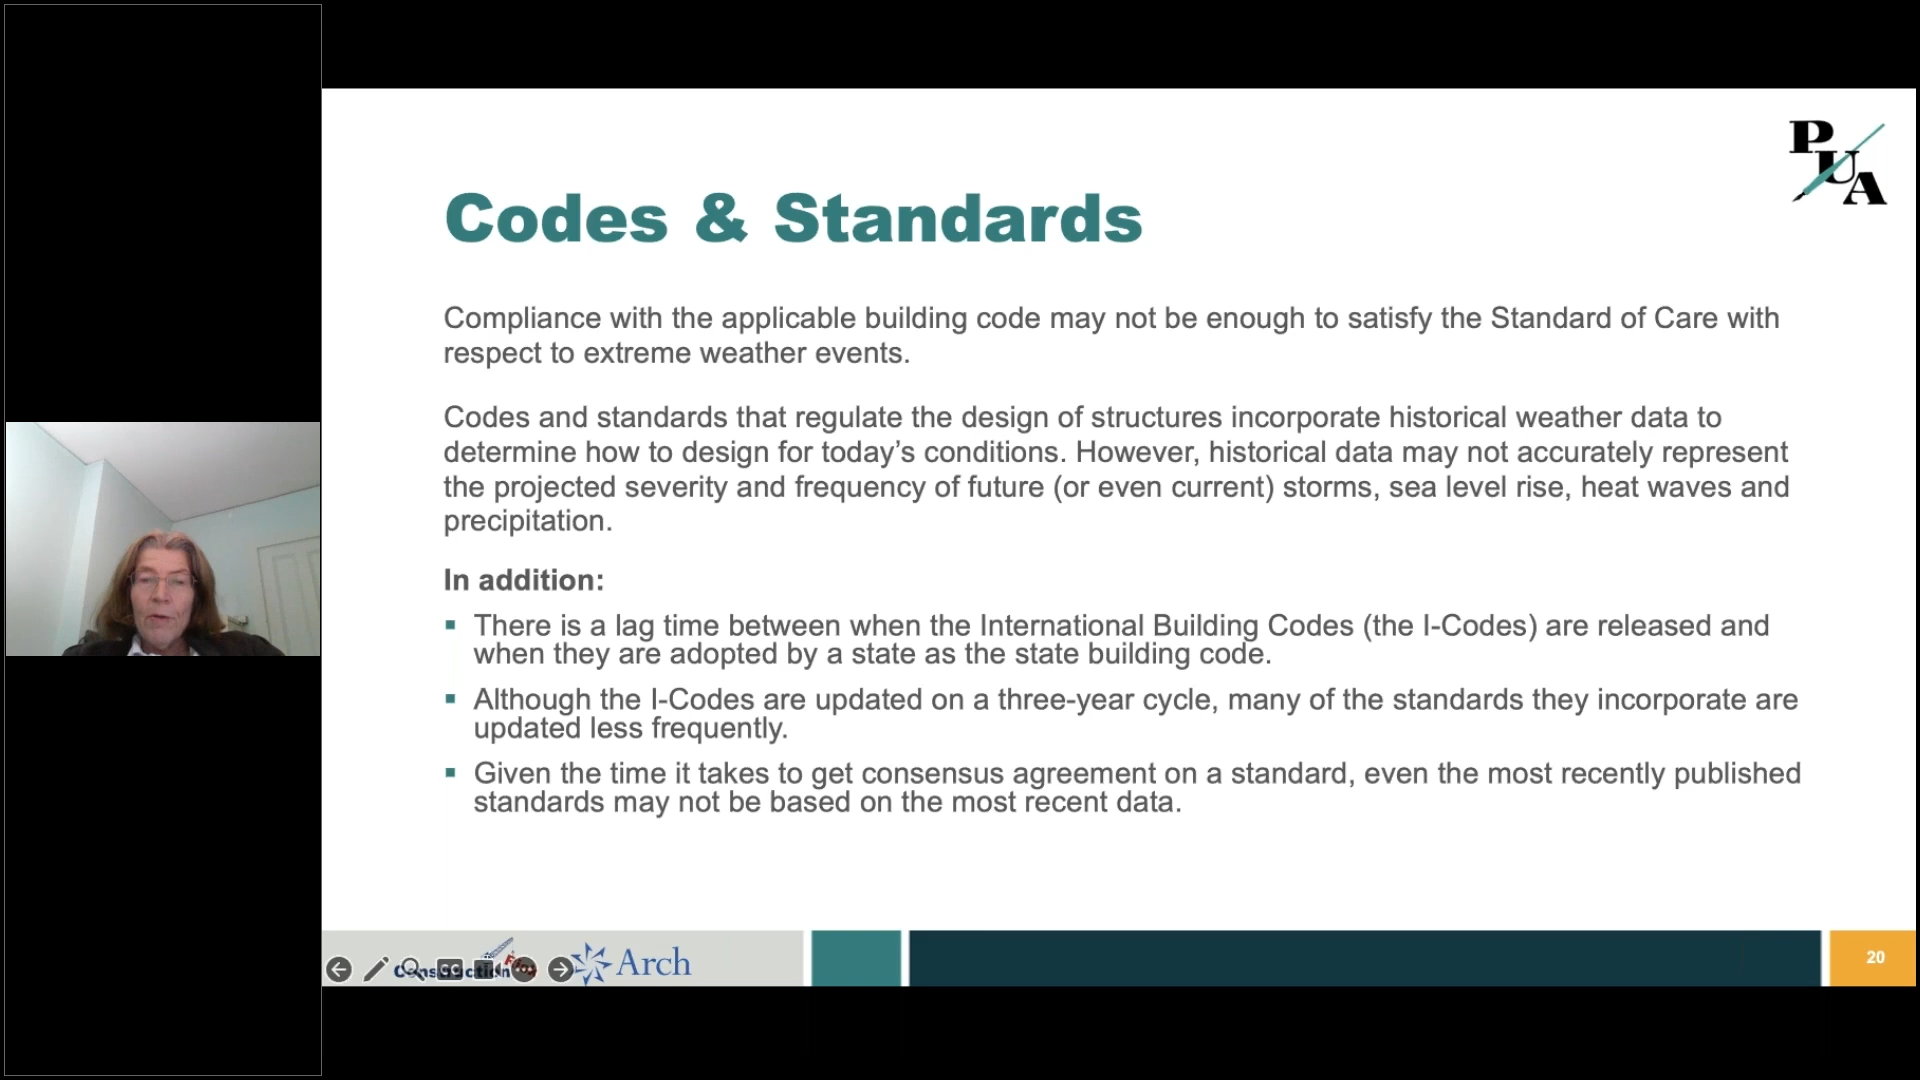 PUA
Codes & Standards
Compliance with the applicable building code may not be enough to satisfy the Standard of Care with
respect to extreme weather events.
Codes and standards that regulate the design of structures incorporate historical weather data to
determine how to design for today’s conditions. However, historical data may not accurately represent
the projected severity and frequency of future (or even current) storms, sea level rise, heat waves and
precipitation.
In addition:
▪ There is a lag time between when the International Building Codes (the I-Codes) are released and
when they are adopted by a state as the state building code.
▪ Although the I-Codes are updated on a three-year cycle, many of the standards they incorporate are
updated less frequently.
▪ Given the time it takes to get consensus agreement on a standard, even the most recently published
standards may not be based on the most recent data.
Construction
Arch
20